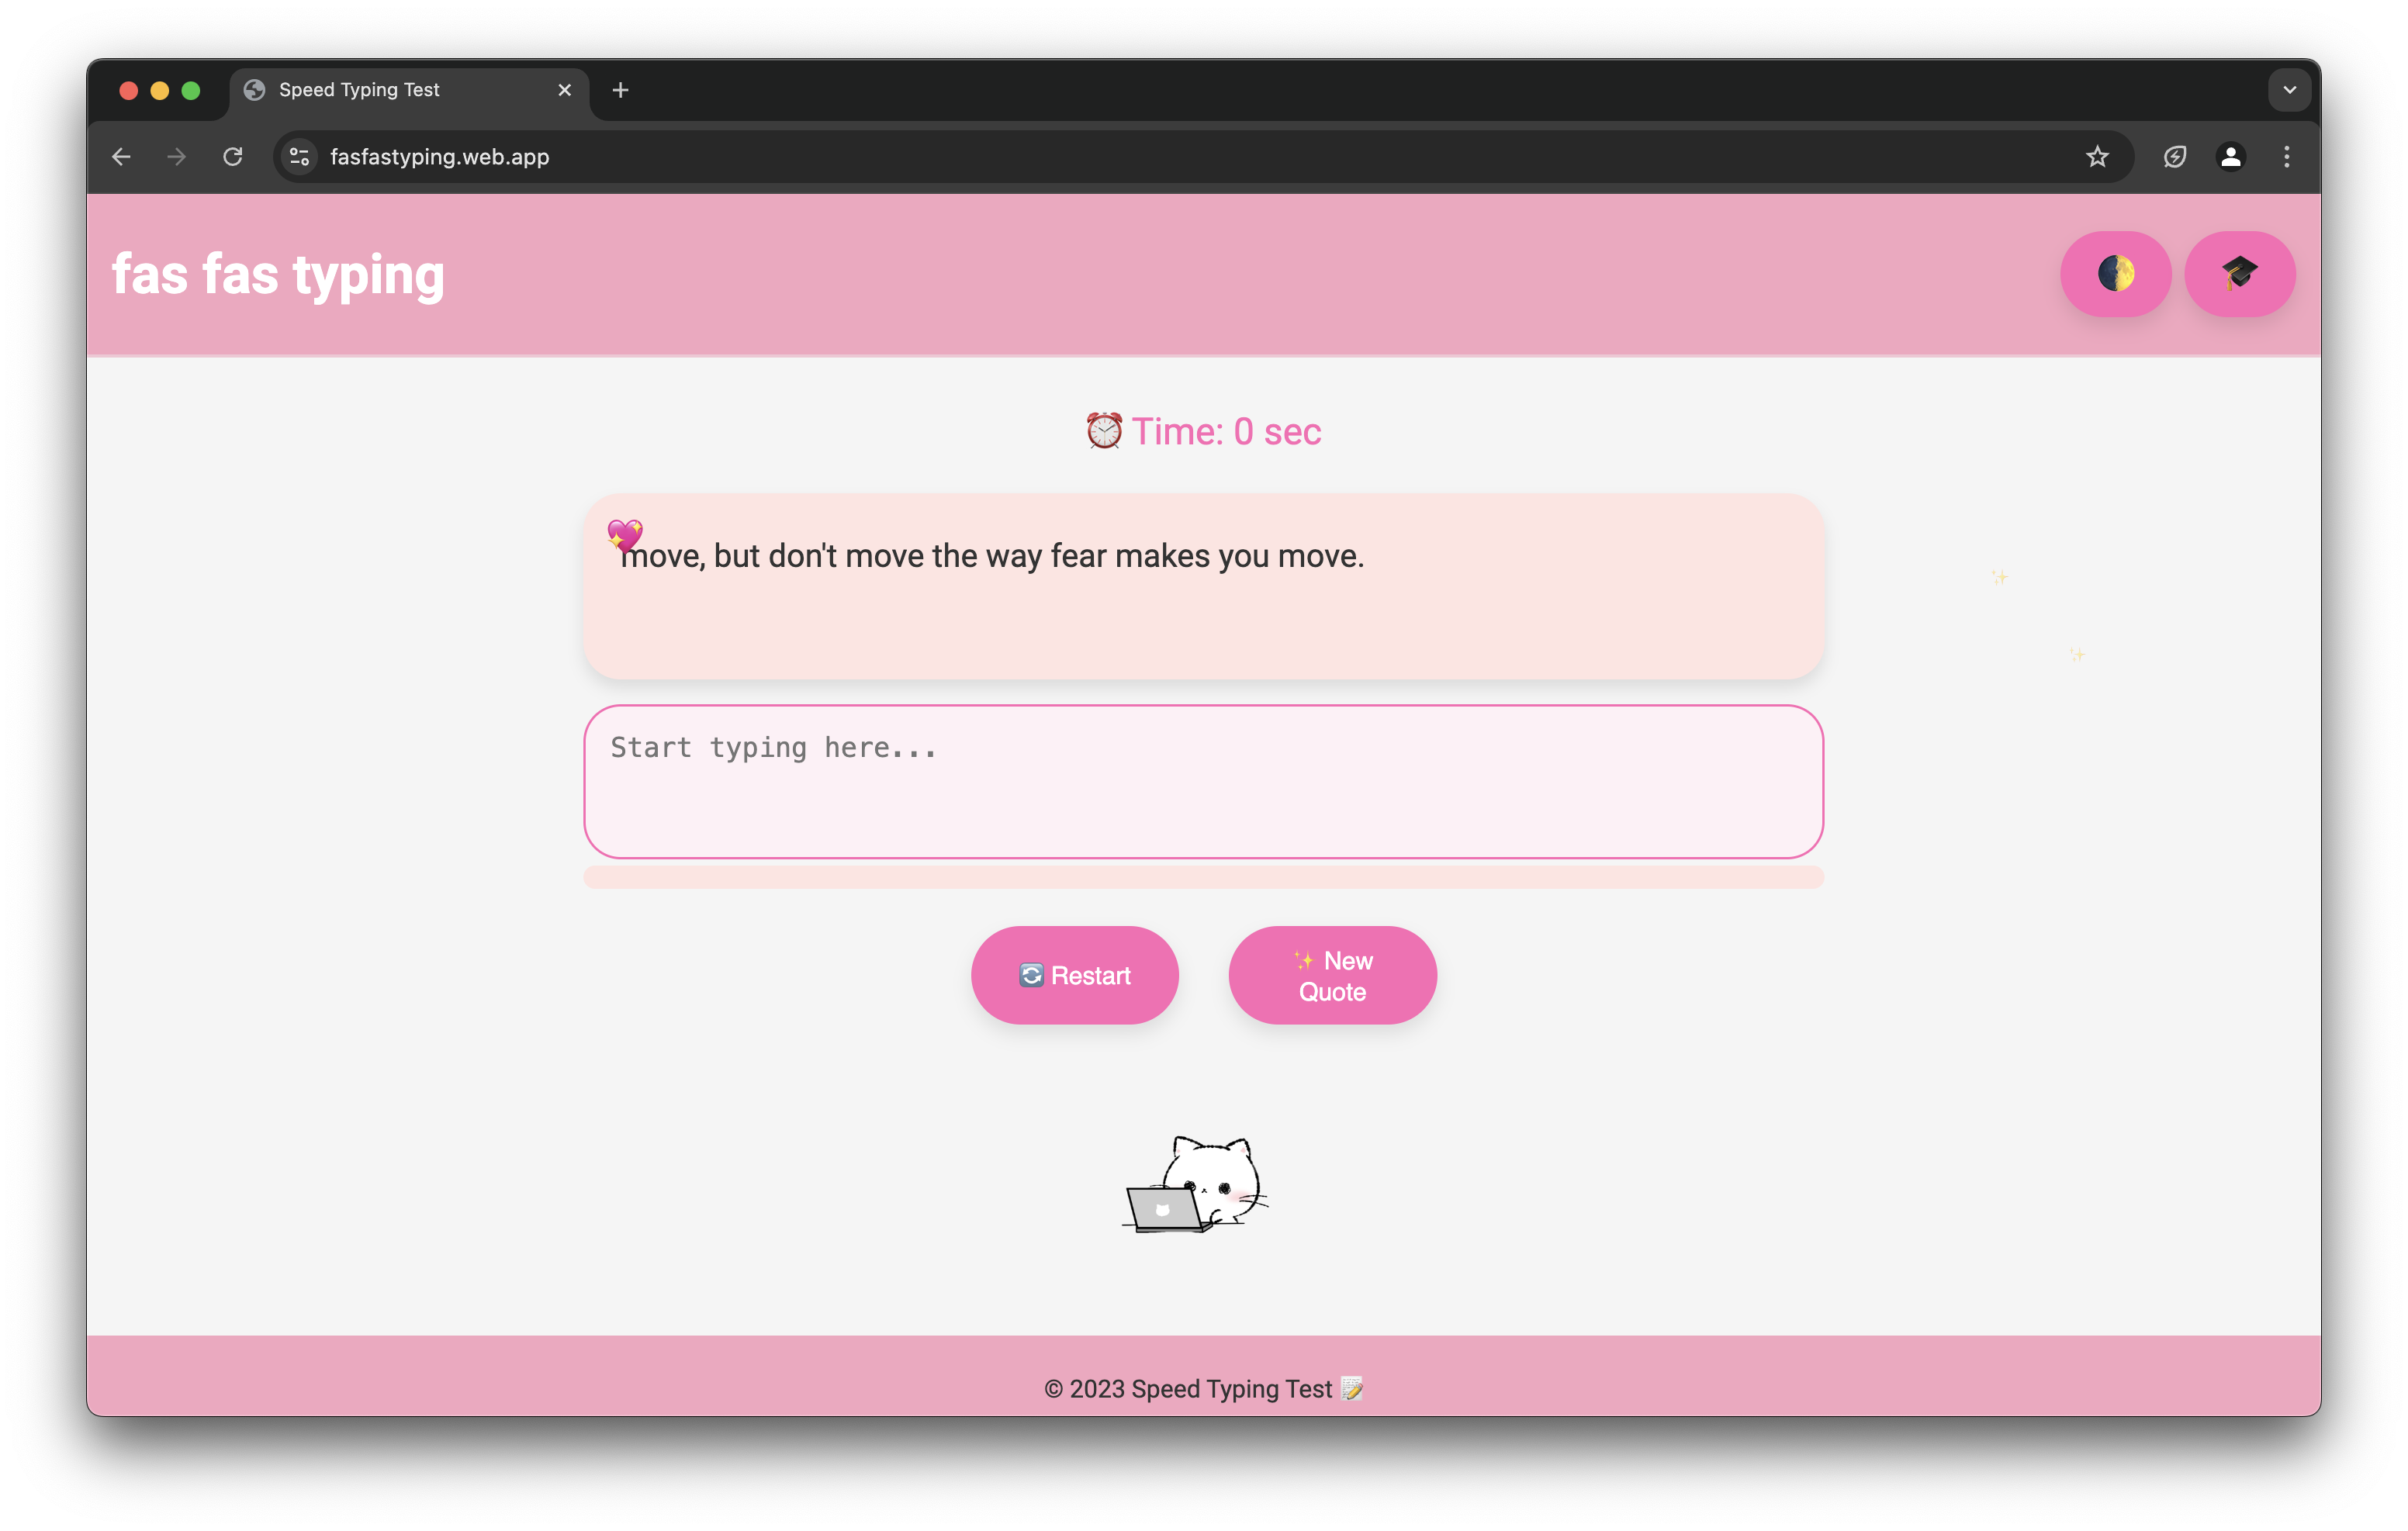 Speed Typing Test
fasfastyping.web.app
fas fas typing
Time: 0 sec
move, but don't move the way fear makes you move.
Start typing here...
Restart
New
Quote
© 2023 Speed Typing Test